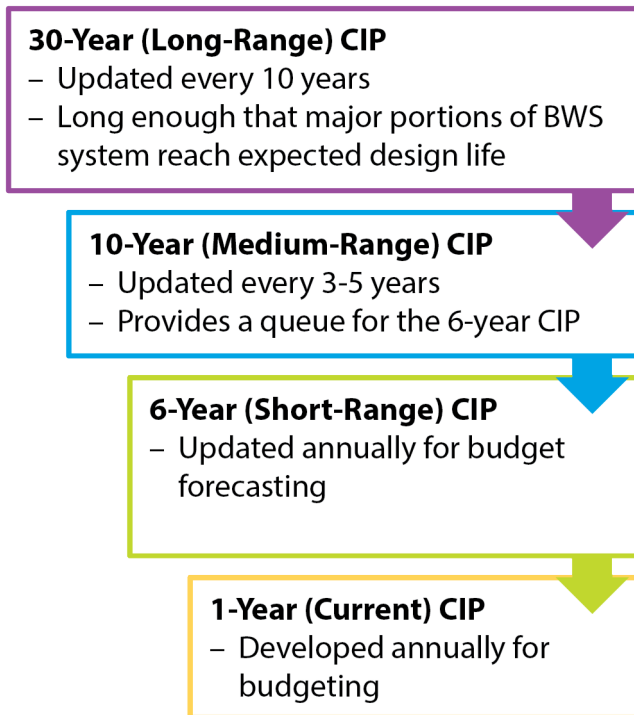 30-Year (Long-Range) CIP
– Updated every 10 years
– Long enough that major portions of BWS
system reach expected design life
10-Year (Medium-Range) CIP
– Updated every 3-5 years
– Provides a queue for the 6-year CIP
6-Year (Short-Range) CIP
– Updated annually for budget
forecasting
1-Year (Current) CIP
– Developed annually for
budgeting